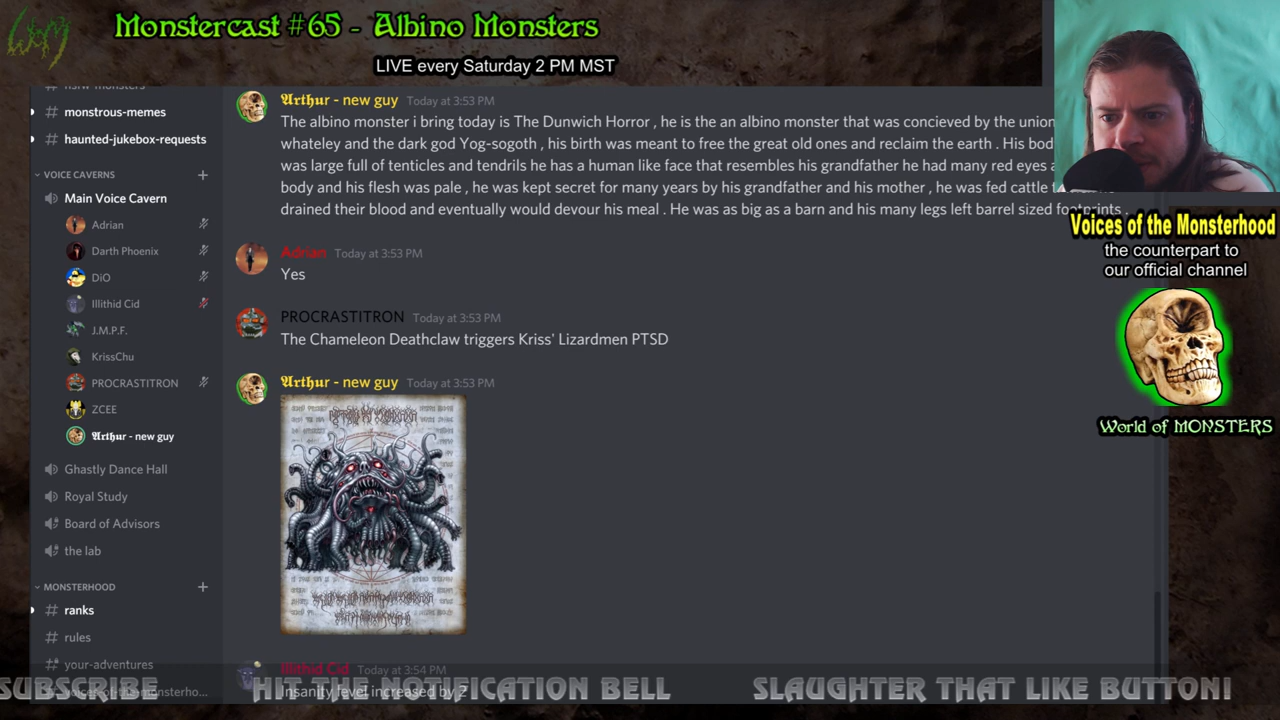 Monstercast #65 - Albino Monsters
LIVE every Saturday 2 PM MST
nsfw-monsters
# monstrous-memes
# haunted-jukebox-requests
VOICE CAVERNS +
Main Voice Cavern
Adrian
Darth Phoenix
DiO
Illithid Cid
J.M.P.F.
KrissChu
PROCRASTITRON
ZCEE
Arthur - new guy
Ghastly Dance Hall
Royal Study
Board of Advisors
the lab
MONSTERHOOD +
# ranks
# rules
# your-adventures
voices-of-the-monsterho...
Arthur - new guy Today at 3:53 PM
The albino monster i bring today is The Dunwich Horror , he is the an albino monster that was concieved by the union
whateley and the dark god Yog-sogoth , his birth was meant to free the great old ones and reclaim the earth . His bod
was large full of tenticles and tendrils he has a human like face that resembles his grandfather he had many red eyes
body and his flesh was pale , he was kept secret for many years by his grandfather and his mother , he was fed cattle
drained their blood and eventually would devour his meal . He was as big as a barn and his many legs left barrel sized footprints .
Adrian Today at 3:53 PM
Yes
PROCRASTITRON Today at 3:53 PM
The Chameleon Deathclaw triggers Kriss' Lizardmen PTSD
Arthur - new guy Today at 3:53 PM
Illithid Cid Today at 3:54 PM
Insanity level increased by 2
Voices of the Monsterhood
the counterpart to
our official channel
World of MONSTERS
SUBSCRIBE HIT THE NOTIFICATION BELL SLAUGHTER THAT LIKE BUTTON!